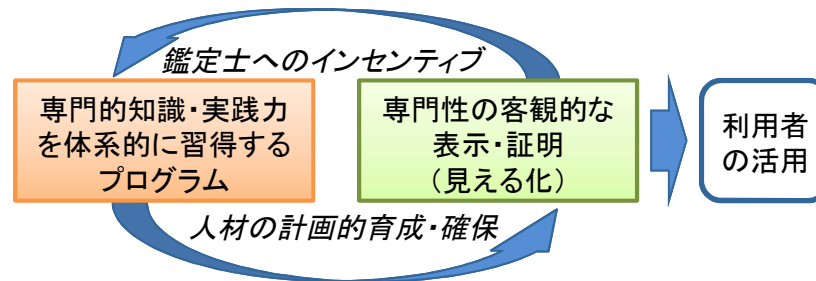 鑑定士へのインセンティブ
専門的知識・実践力
を体系的に習得する
プログラム
専門性の客観的な
表示・証明
（見える化）
利用者
の活用
人材の計画的育成・確保